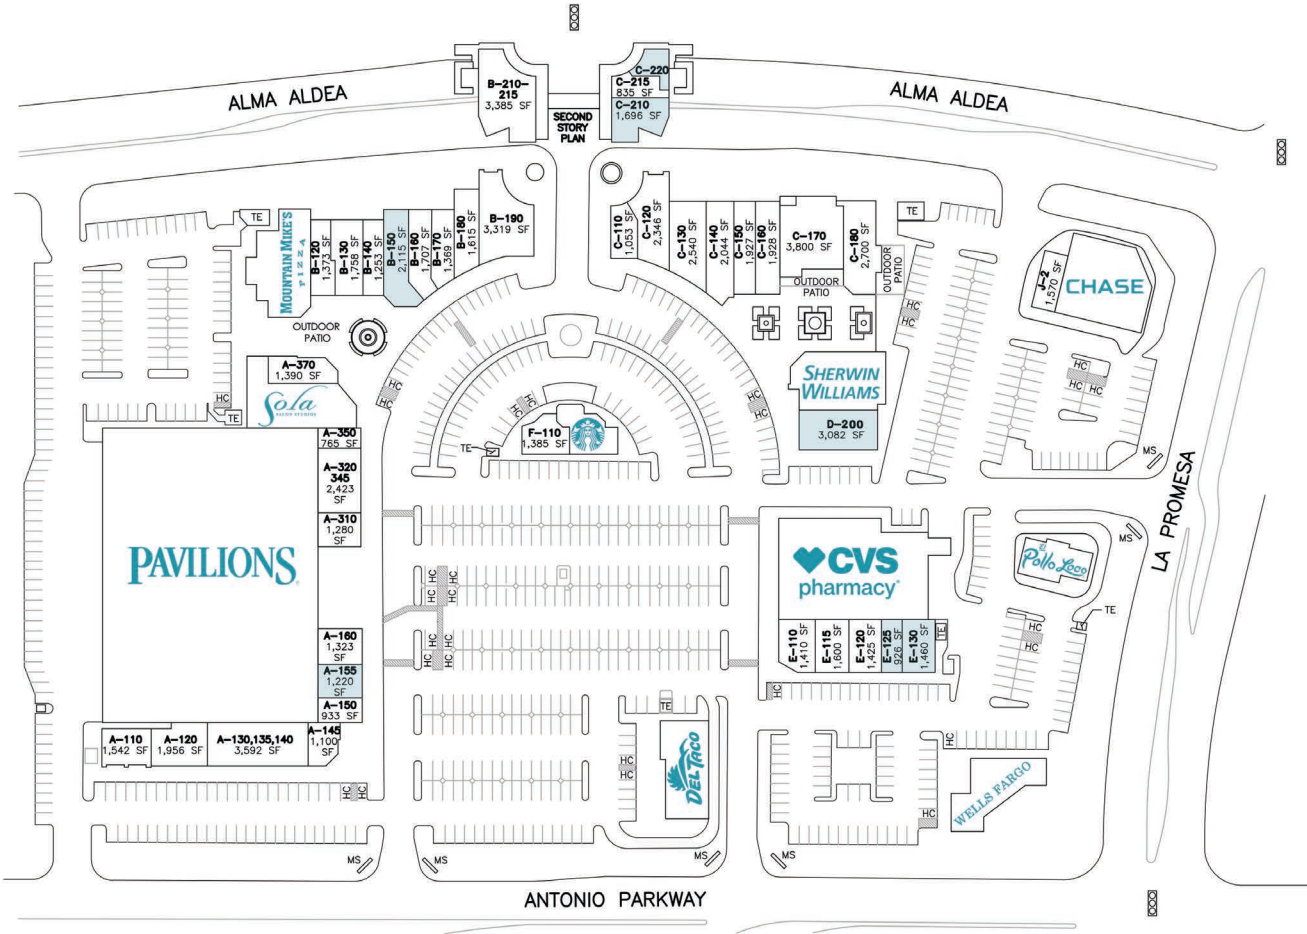 ALMA ALDEA
B-210-
215
3,385 SF
SECOND
STORY
PLAN
C-220
C-215
835 SF
C-210
1,696 SF
ALMA ALDEA
TE
MOUNTAIN MIKE'S
PIZZA
B-120
1,373 SF
B-130
1,758 SF
B-140
1,253 SF
B-150
2,115 SF
B-160
1,707 SF
B-170
1,369 SF
B-180
1,615 SF
B-190
3,319 SF
C-110
1,053 SF
C-120
2,346 SF
C-130
2,540 SF
C-140
2,044 SF
C-150
1,927 SF
C-160
1,928 SF
C-170
3,800 SF
C-180
2,700 SF
OUTDOOR
PATIO
OUTDOOR
PATIO
TE
HC
HC
J-2
1,570 SF
CHASE
HC
HC HC
OUTDOOR
PATIO
A-370
1,390 SF
Sola
SALON STUDIOS
HC
TE
HC
HC
HC
HC
F-110
1,385 SF
TE
HC
HC
SHERWIN
WILLIAMS
D-200
3,082 SF
MS
LA PROMESA
A-350
765 SF
A-320
345
2,423
SF
A-310
1,280
SF
PAVILIONS
A-160
1,323
SF
A-155
1,220
SF
A-150
933 SF
A-145
1,100
SF
A-110
1,542 SF
A-120
1,956 SF
A-130,135,140
3,592 SF
HC
HC
HC HC
HC HC
HC HC
HC HC
CVS
pharmacy
E-110
1,410 SF
E-115
1,600 SF
E-120
1,425 SF
E-125
926 SF
E-130
1,460 SF
TE
HC
MS
El
Pollo Loco
TE
HC
HC
HC
TE
HC
HC
DEL TACO
WELLS FARGO
HC
HC
MS
MS
MS
MS
ANTONIO PARKWAY